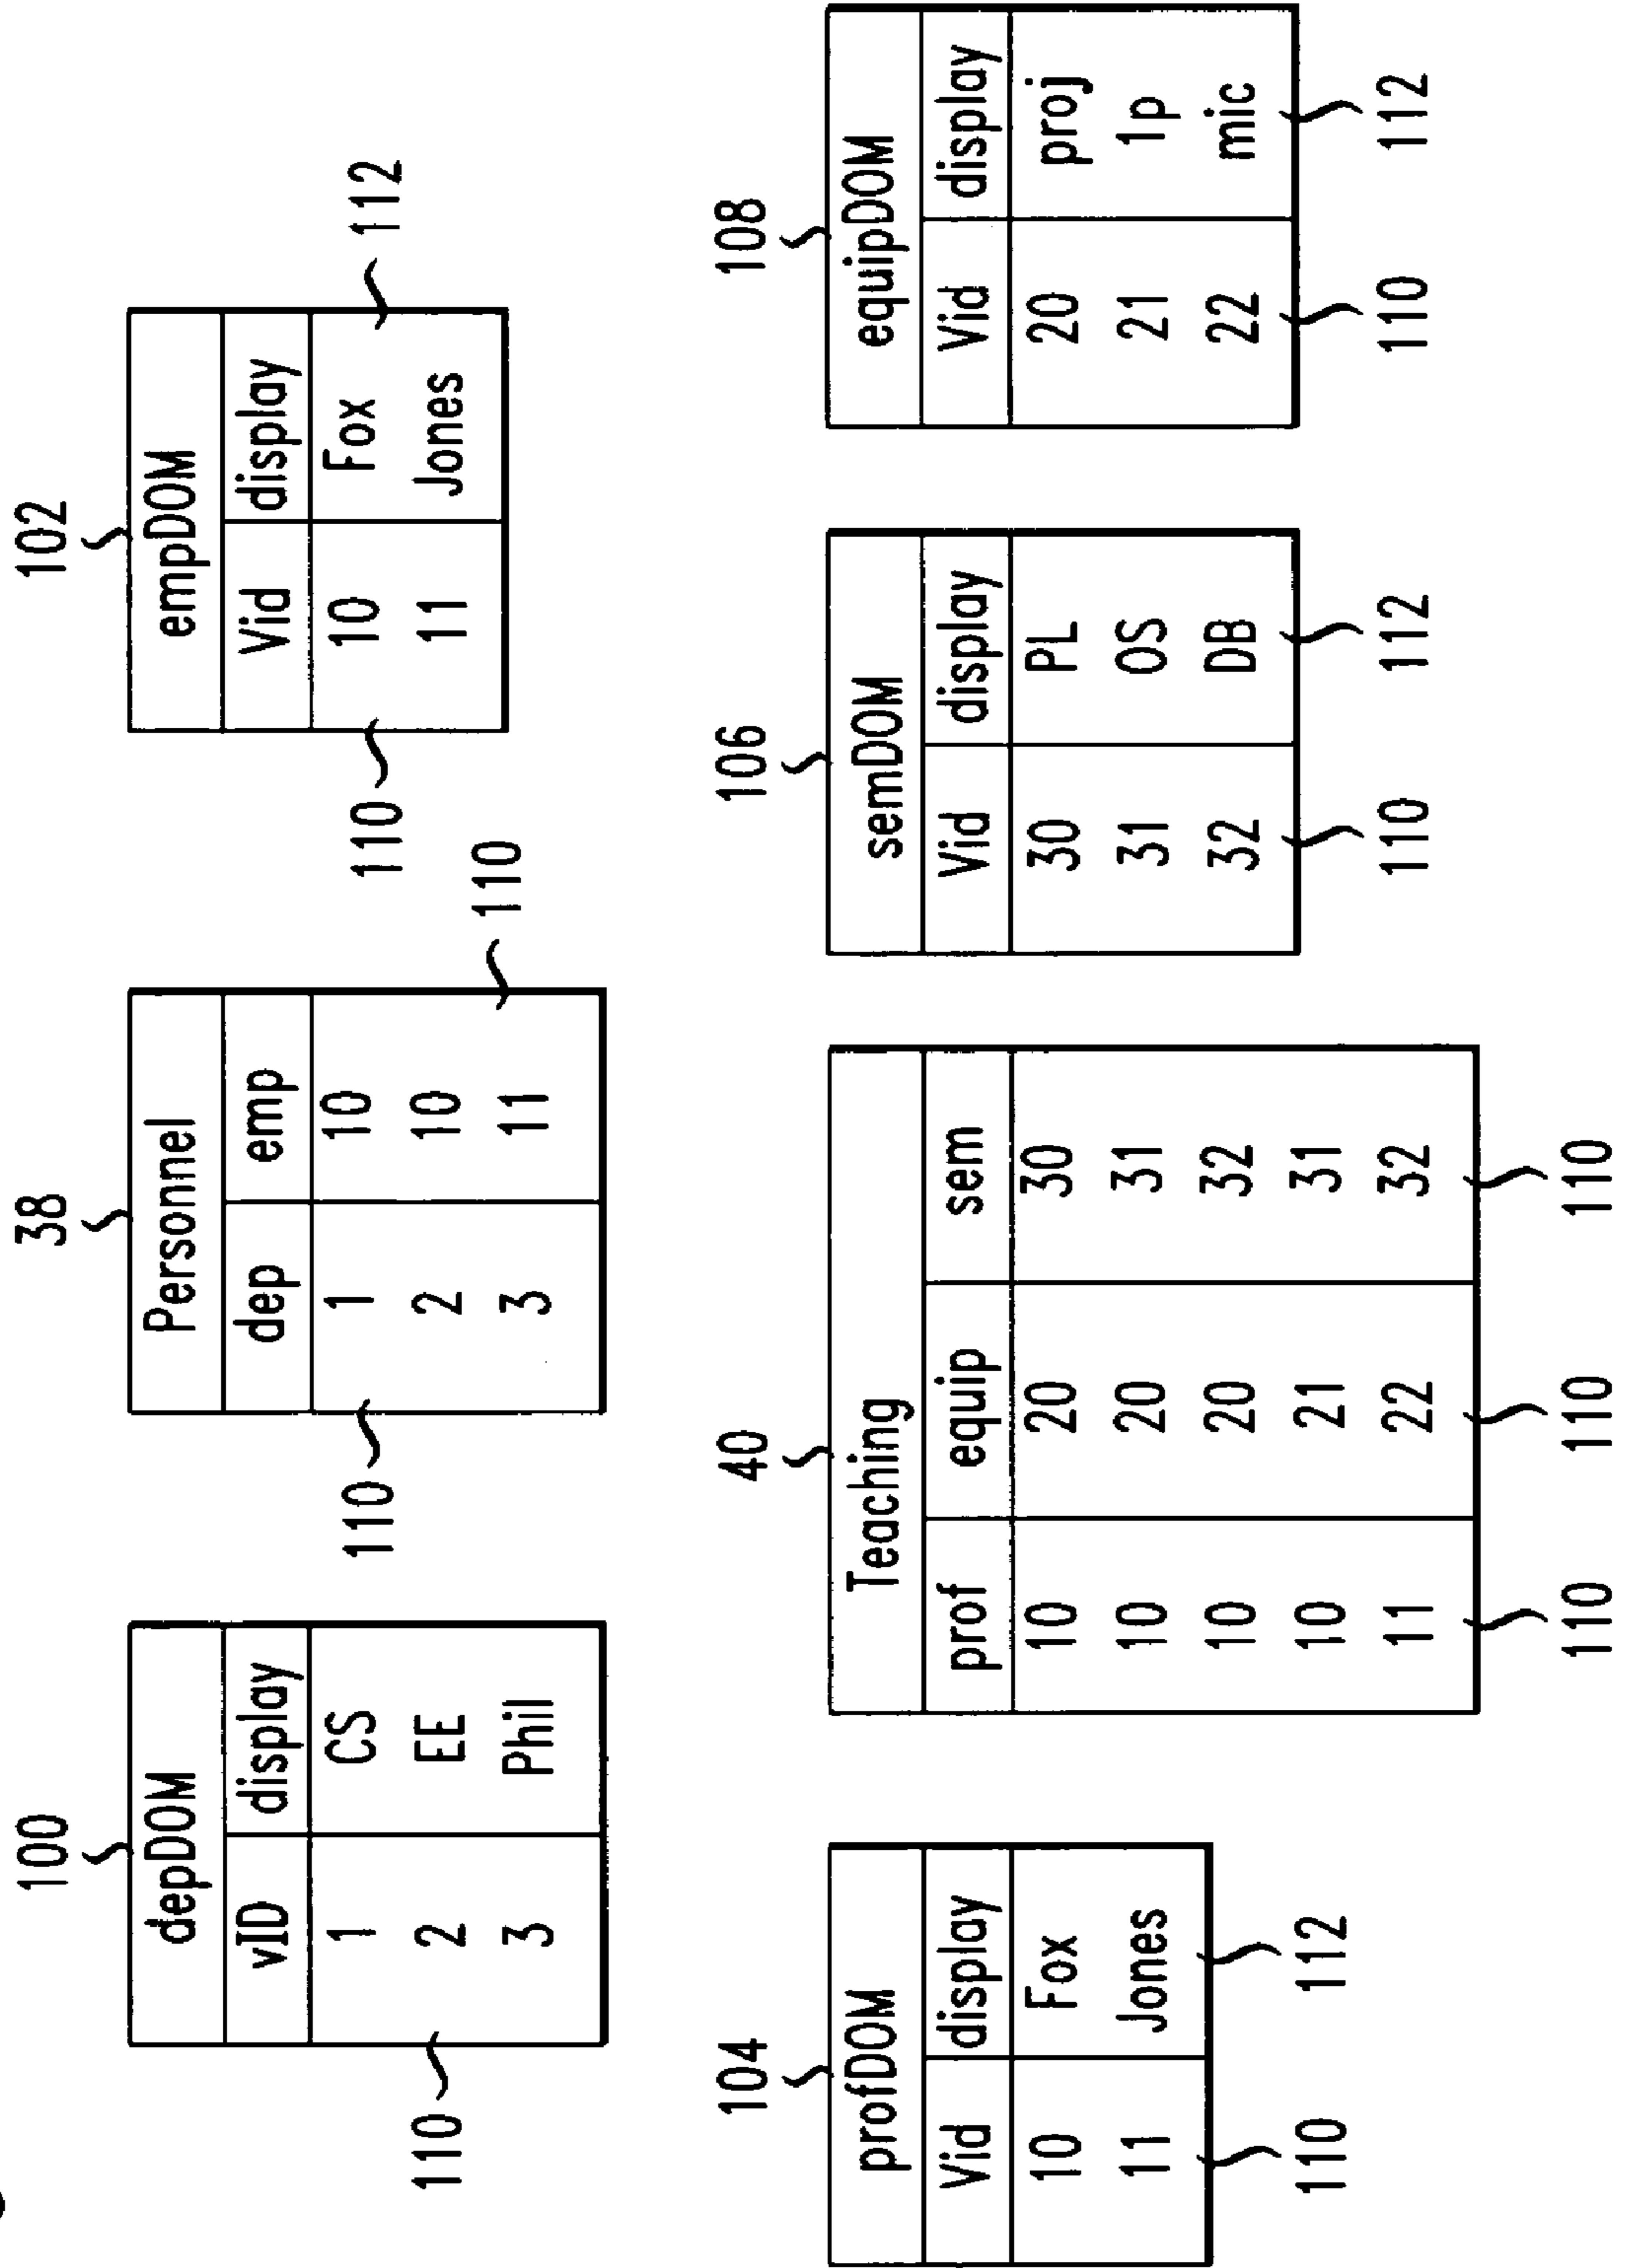 100
depDOM
vID display
1 CS
2 EE
3 Phil
110
38
Personnel
dep emp
1 10
2 10
3 11
110
110
102
empDOM
Vid display
10 Fox
11 Jones
110
112
104
profDOM
Vid display
10 Fox
11 Jones
110 112
40
Teaching
prof equip sem
10 20 30
10 20 31
10 20 32
10 21 31
11 22 32
110 110 110
106
semDOM
Vid display
30 PL
31 OS
32 DB
110 112
108
equipDOM
Vid display
20 proj
21 1p
22 mic
110 112